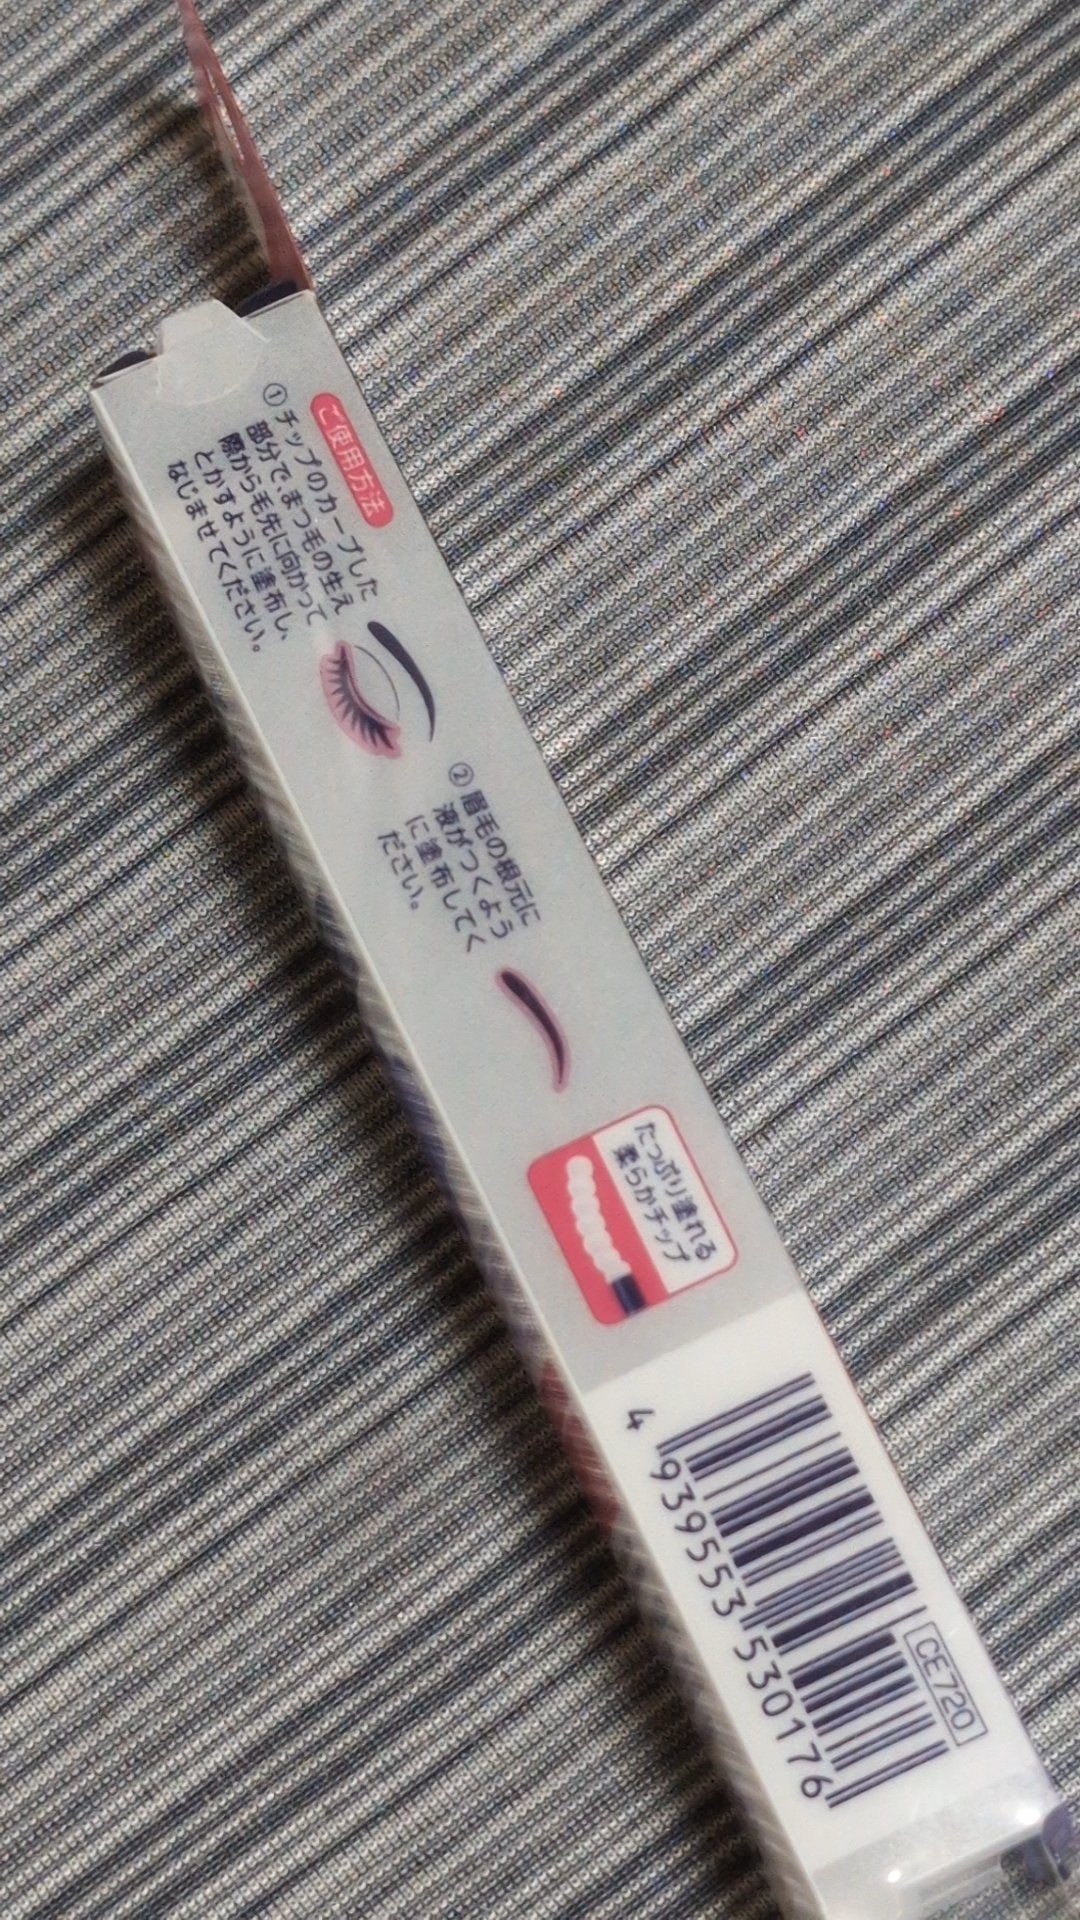 ご使用方法
①チップのカーブした
部分で、まつ毛の生え
際から毛先に向かって
とかすように塗布し、
なじませてください。
②眉毛の根元に
液がつくよう
に塗布してく
ださい。
たっぷり塗れる
柔らかチップ
4 939553 530176
CE720